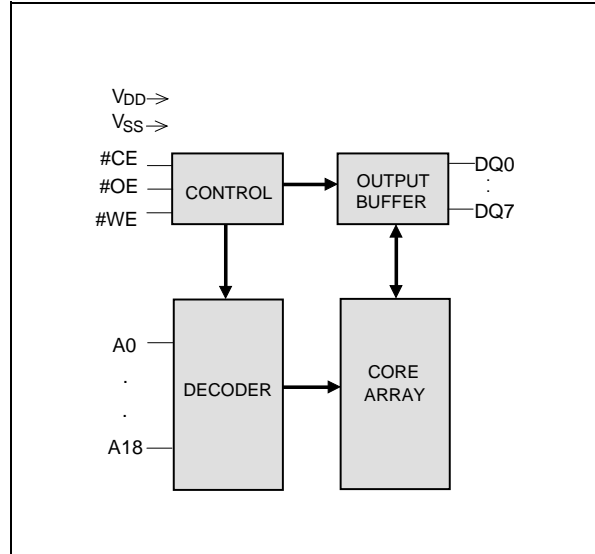 VDD
VSS
#CE
#OE
#WE
CONTROL
OUTPUT
BUFFER
DQ0
.
.
DQ7
A0
.
.
A18
DECODER
CORE
ARRAY